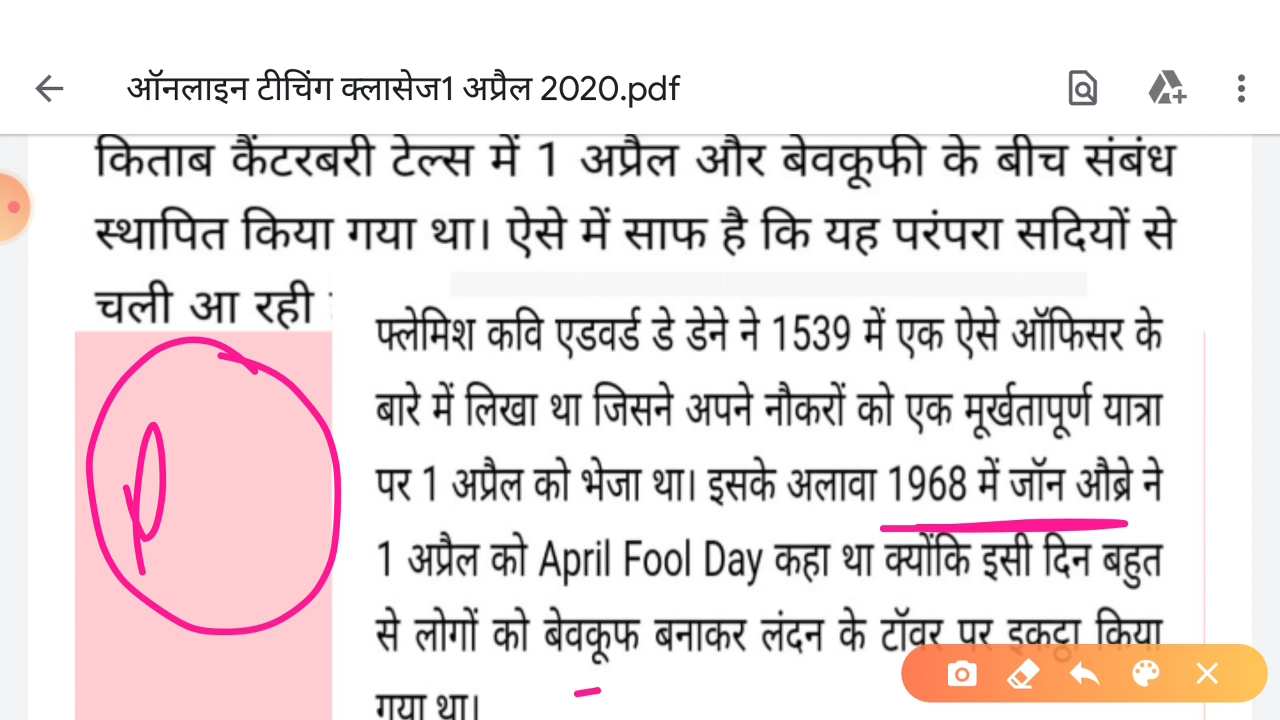 ऑनलाइन टीचिंग क्लासेज1 अप्रैल 2020.pdf
किताब कैंटरबरी टेल्स में 1 अप्रैल और बेवकूफी के बीच संबंध
स्थापित किया गया था। ऐसे में साफ है कि यह परंपरा सदियों से
चली आ रही
फ्लेमिश कवि एडवर्ड डे डेने ने 1539 में एक ऐसे ऑफिसर के
बारे में लिखा था जिसने अपने नौकरों को एक मूर्खतापूर्ण यात्रा
पर 1 अप्रैल को भेजा था। इसके अलावा 1968 में जॉन औब्रे ने
1 अप्रैल को April Fool Day कहा था क्योंकि इसी दिन बहुत
से लोगों को बेवकूफ बनाकर लंदन के टॉवर पर इकट्ठा किया
गया था।